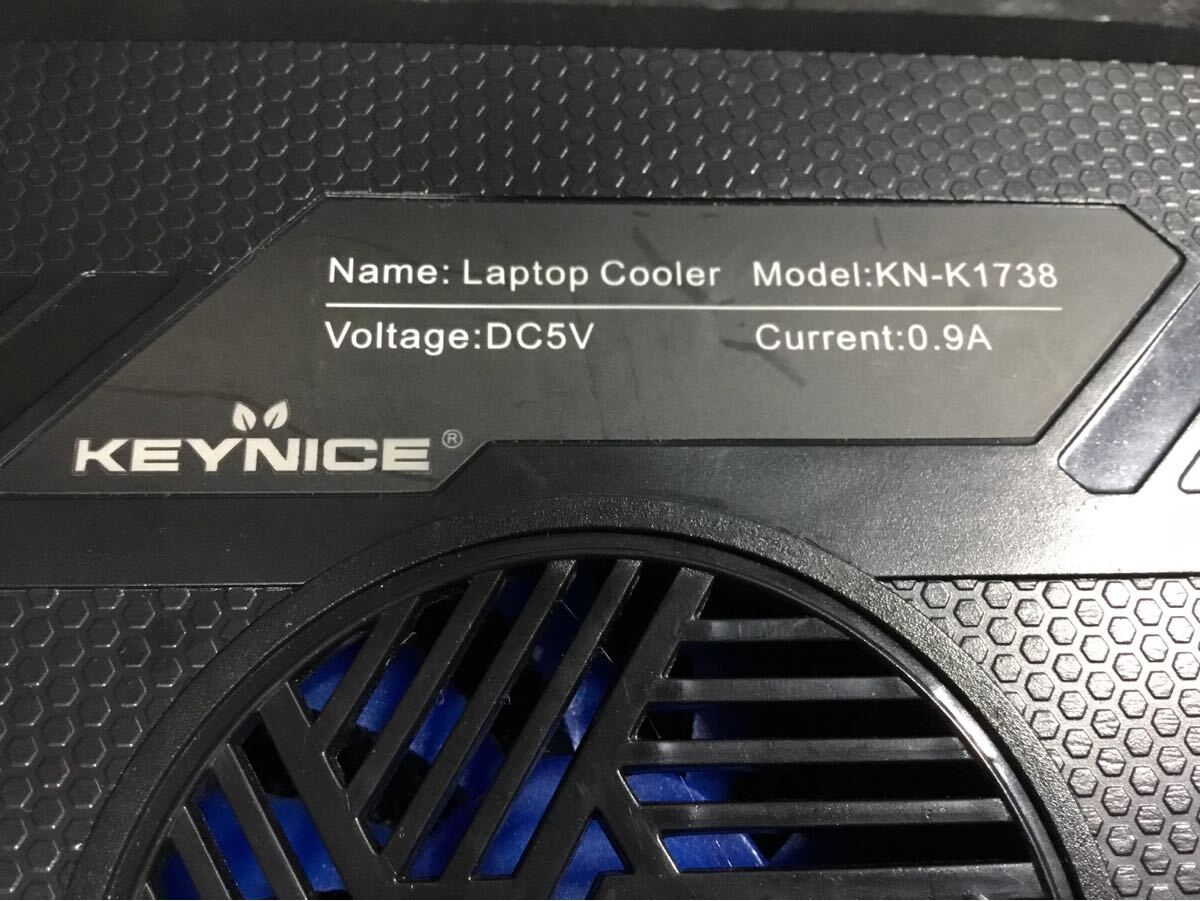 Name: Laptop Cooler Model:KN-K1738
Voltage:DC5V Current:0.9A
KEYNICE®